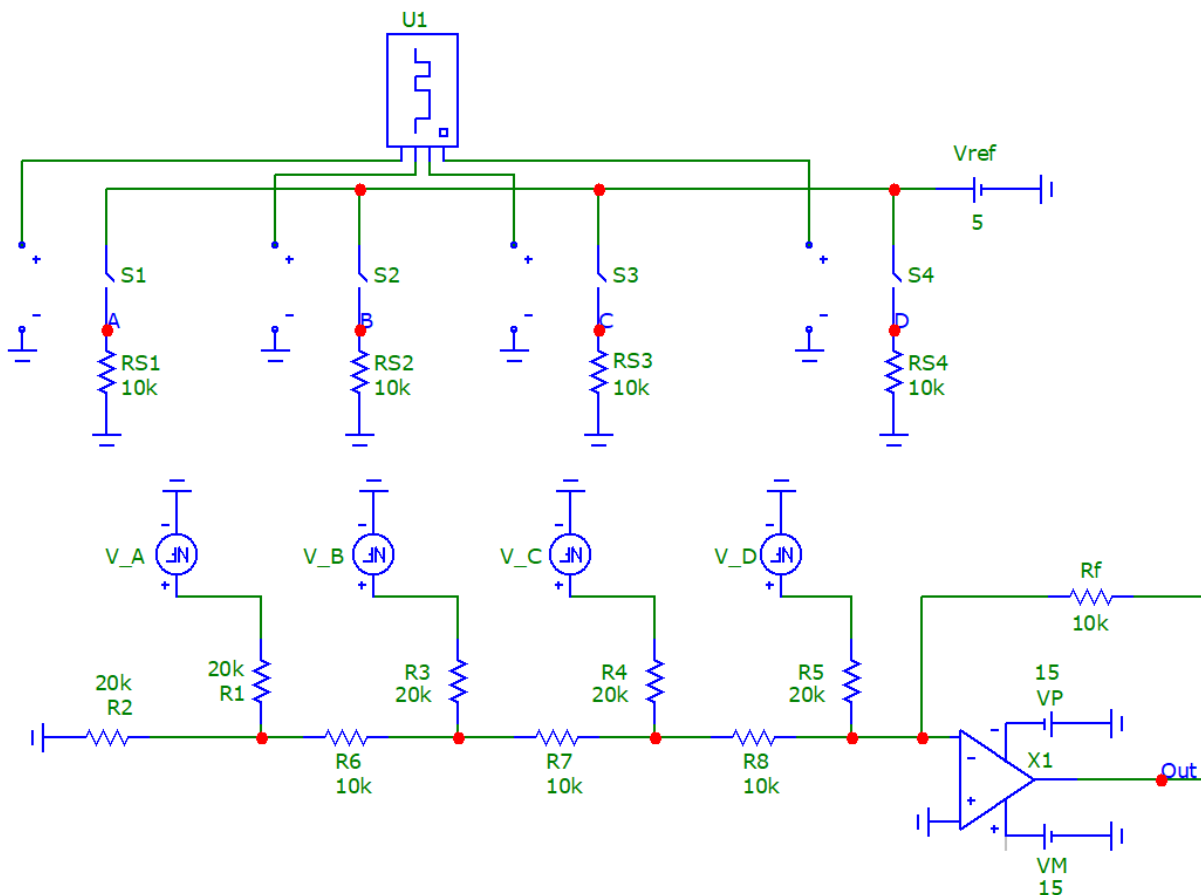 U1
Vref
5
S1
S2
S3
S4
+
+
+
+
-
-
-
-
A
B
C
D
RS1
10k
RS2
10k
RS3
10k
RS4
10k
-
-
-
-
V_A
V_B
V_C
V_D
+
+
+
+
Rf
10k
20k
R1
R3
20k
R4
20k
R5
20k
20k
R2
15
VP
-
R6
10k
R7
10k
R8
10k
-
+
X1
Out
+
VM
15